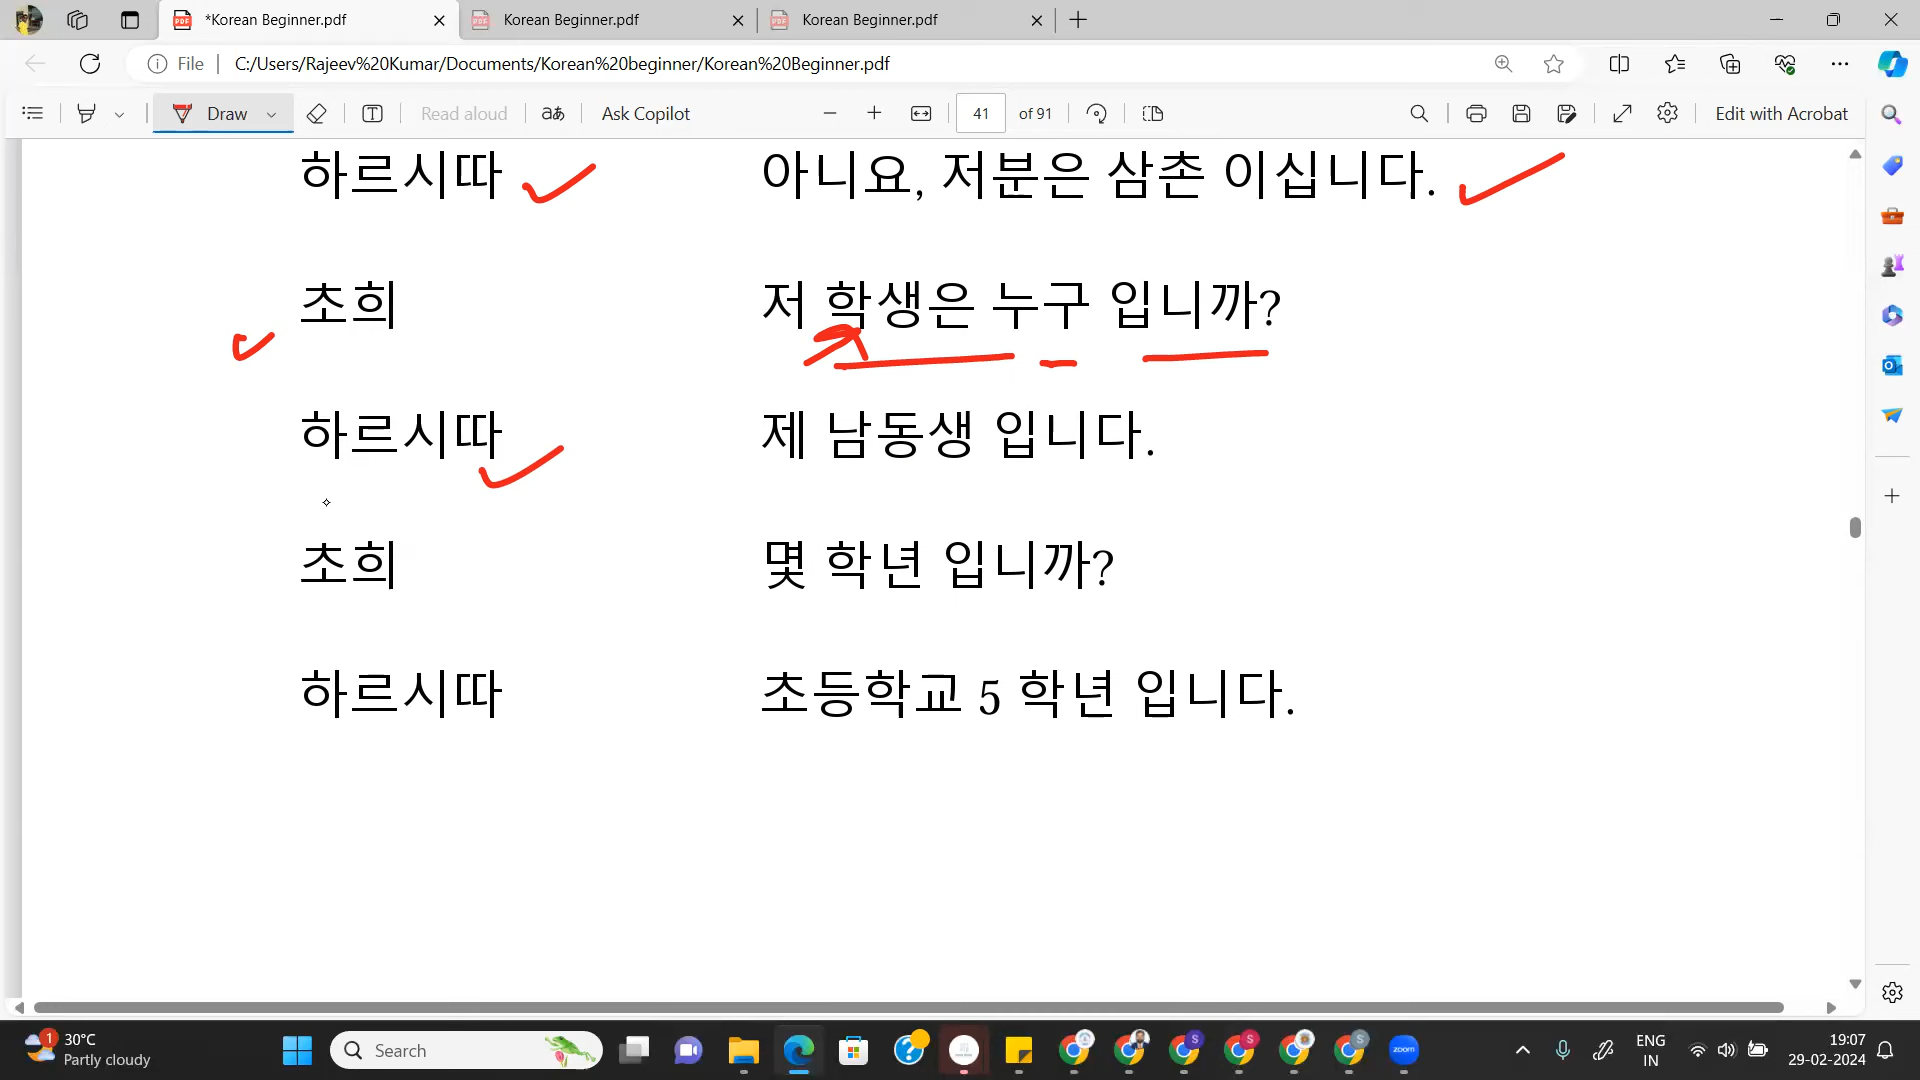 *Korean Beginner.pdf
Korean Beginner.pdf
Korean Beginner.pdf
File
C:/Users/Rajeev%20Kumar/Documents/Korean%20beginner/Korean%20Beginner.pdf
Draw
Read aloud
aあ
Ask Copilot
41 of 91
Edit with Acrobat
하르시따 아니요, 저분은 삼촌 이십니다.
초희 저 학생은 누구 입니까?
하르시따 제 남동생 입니다.
초희 몇 학년 입니까?
하르시따 초등학교 5 학년 입니다.
1
30°C
Partly cloudy
Search
zoom
ENG
IN
19:07
29-02-2024